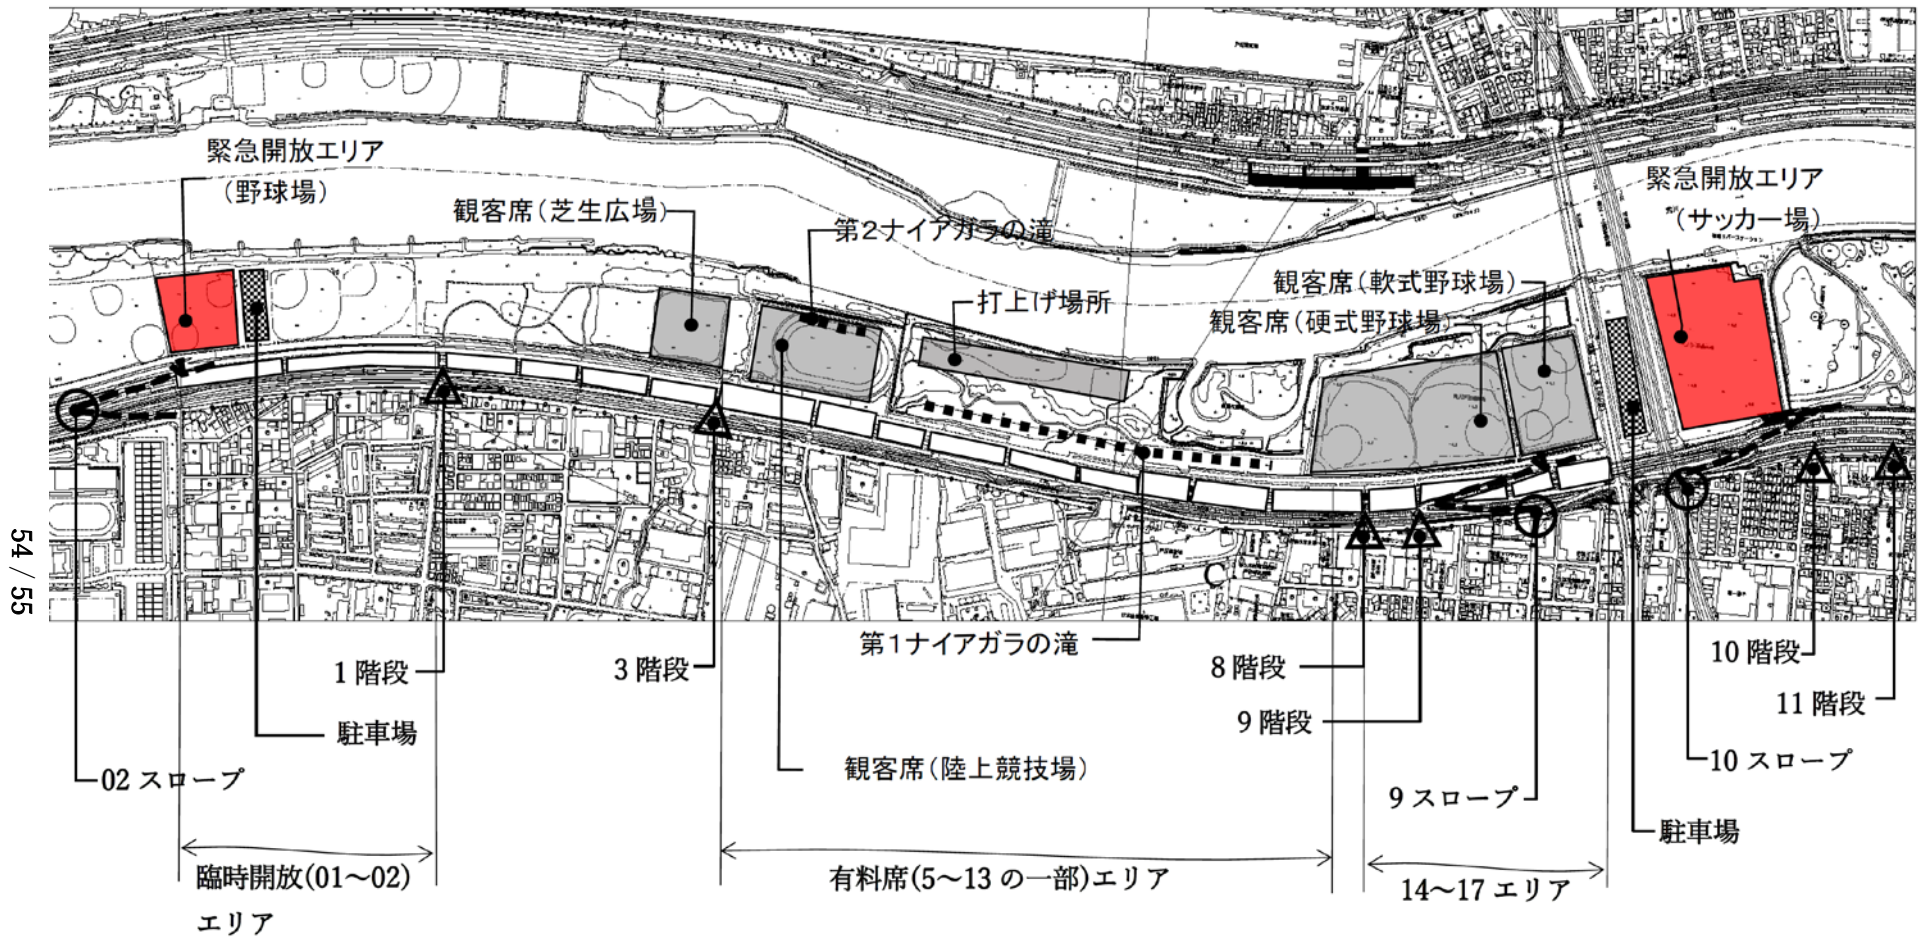 緊急開放エリア
（野球場）
観客席（芝生広場）
第２ナイアガラの滝
打上げ場所
緊急開放エリア
（サッカー場）
観客席（軟式野球場）
観客席（硬式野球場）
第１ナイアガラの滝
1 階段
3 階段
8 階段
9 階段
10 階段
11 階段
駐車場
02 スロープ
観客席（陸上競技場）
9 スロープ
10 スロープ
駐車場
臨時開放(01～02)
エリア
有料席(5～13 の一部)エリア
14～17 エリア
54 / 55